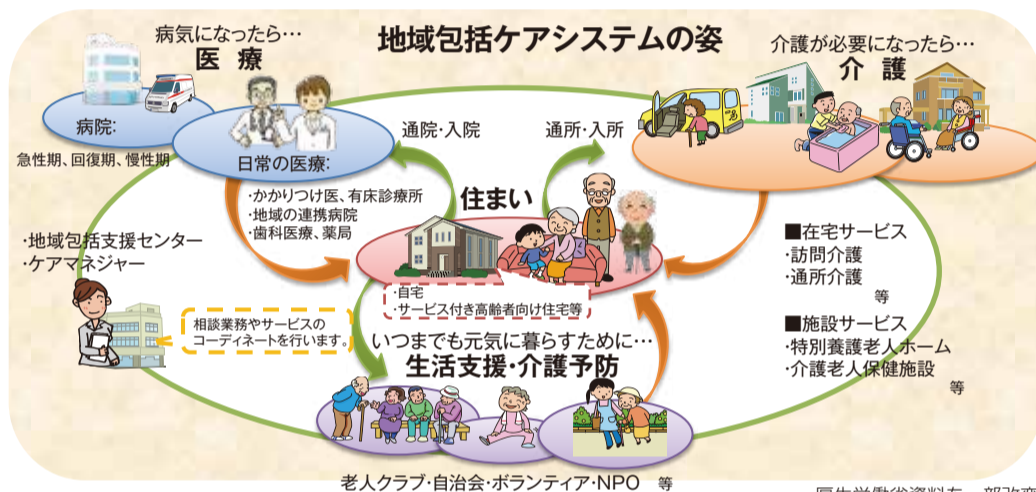 地域包括ケアシステムの姿
病気になったら…
医療
病院:
急性期、回復期、慢性期
日常の医療:
・かかりつけ医、有床診療所
・地域の連携病院
・歯科医療、薬局
通院・入院
通所・入所
介護が必要になったら…
介護
住まい
・自宅
・サービス付き高齢者向け住宅等
・地域包括支援センター
・ケアマネジャー
相談業務やサービスの
コーディネートを行います。
■在宅サービス
・訪問介護
・通所介護
等
■施設サービス
・特別養護老人ホーム
・介護老人保健施設
等
いつまでも元気に暮らすために…
生活支援・介護予防
老人クラブ・自治会・ボランティア・NPO 等